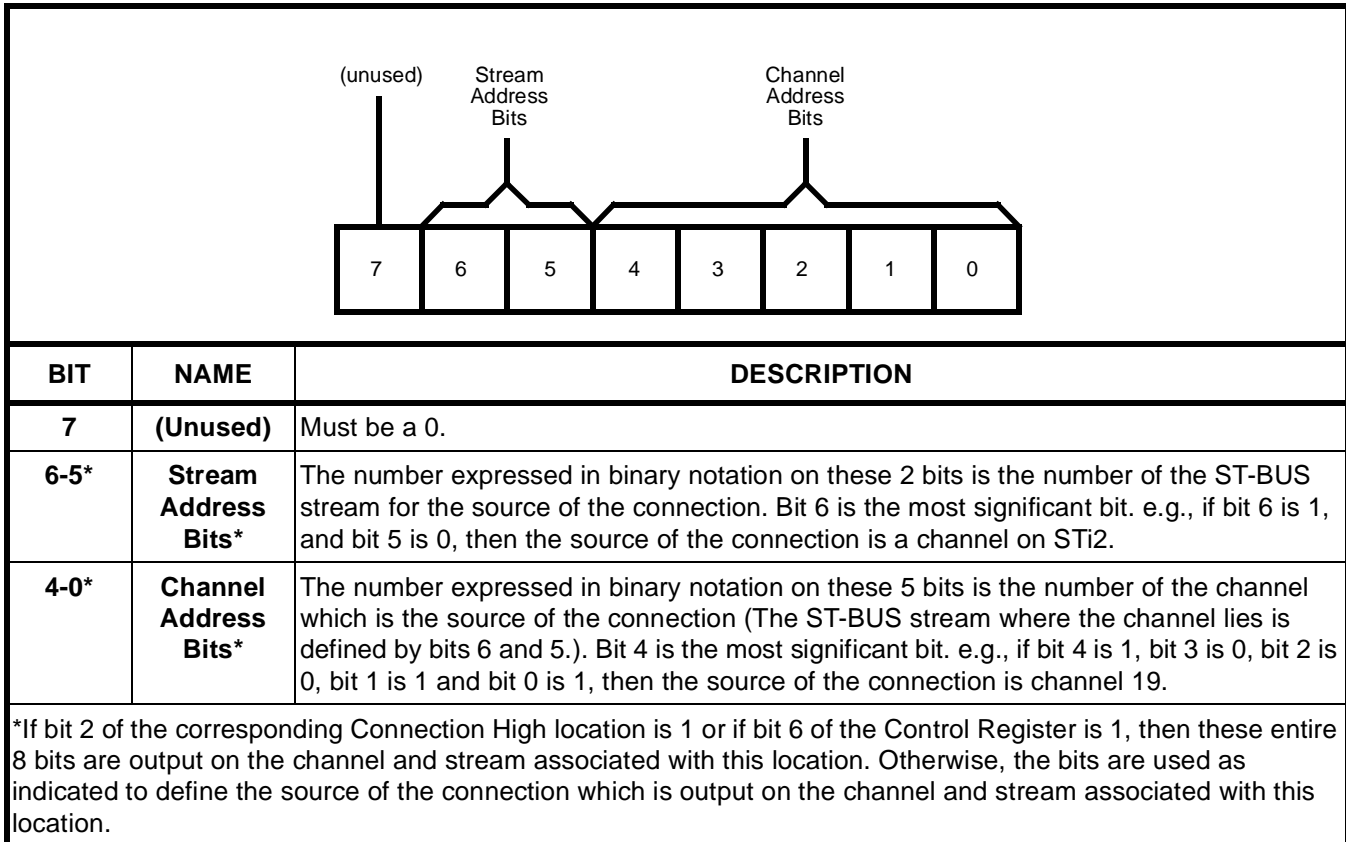 (unused)
Stream
Address
Bits
Channel
Address
Bits
7 6 5 4 3 2 1 0
BIT NAME DESCRIPTION
7 (Unused) Must be a 0.
6-5* Stream Address Bits* The number expressed in binary notation on these 2 bits is the number of the ST-BUS
stream for the source of the connection. Bit 6 is the most significant bit. e.g., if bit 6 is 1,
and bit 5 is 0, then the source of the connection is a channel on STi2.
4-0* Channel Address Bits* The number expressed in binary notation on these 5 bits is the number of the channel
which is the source of the connection (The ST-BUS stream where the channel lies is
defined by bits 6 and 5.). Bit 4 is the most significant bit. e.g., if bit 4 is 1, bit 3 is 0, bit 2 is
0, bit 1 is 1 and bit 0 is 1, then the source of the connection is channel 19.
*If bit 2 of the corresponding Connection High location is 1 or if bit 6 of the Control Register is 1, then these entire
8 bits are output on the channel and stream associated with this location. Otherwise, the bits are used as
indicated to define the source of the connection which is output on the channel and stream associated with this
location.